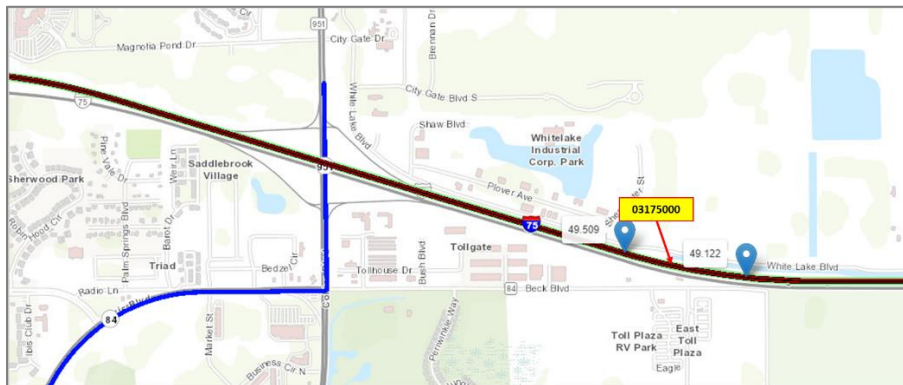 951
City Gate Dr
Brennan Dr
Magnolia Pond Dr
75
White Lake Blvd
City Gate Blvd S
Shaw Blvd
Whitelake
Industrial
Corp. Park
Pine Vale Dr
Weir Ln
Saddlebrook
Village
Sherwood Park
Plover Ave
03175000
Robin Hood Cir
Palm Springs Blvd
Barot Dr
75
49.509
49.122
Tollgate
Triad
Bedzel Cir
Tollhouse Dr
Bush Blvd
White Lake Blvd
Radio Ln
84
Beck Blvd
84
Ibis Club Dr
Market St
Periwinkle Way
Toll Plaza
RV Park
East
Toll
Plaza
Business Cir N
Eagle